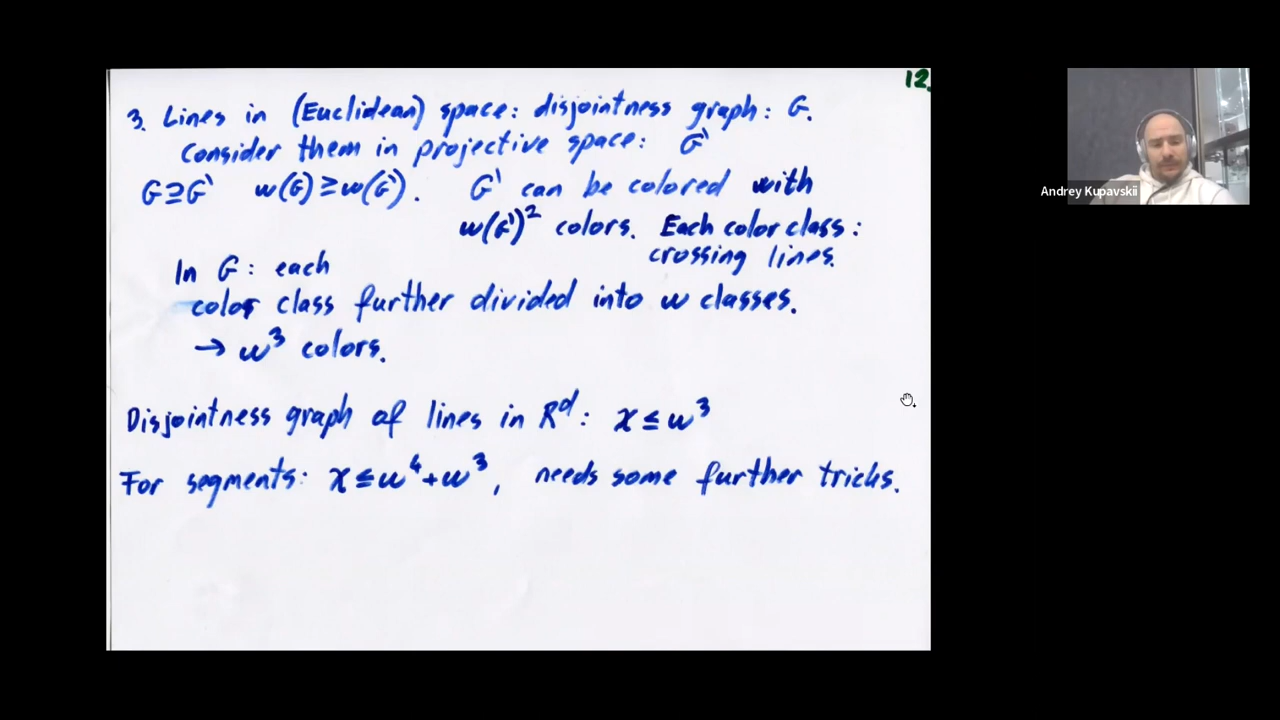 12.
3. Lines in (Euclidean) space: disjointness graph: G.
consider them in projective space: G'
G⊇G' ω(G)≥ω(G'). G' can be colored with
ω(G')² colors. Each color class:
crossing lines.
In G: each
color class further divided into ω classes.
→ ω³ colors.
Disjointness graph of lines in R^d: χ≤ω³
For segments: χ≤ω⁴+ω³, needs some further tricks.
Andrey Kupavskii